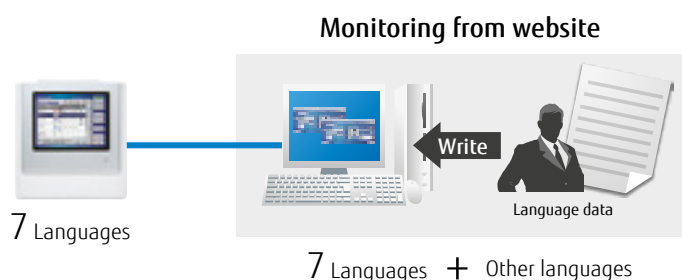 Monitoring from website
Write
Language data
7 Languages
7 Languages + Other languages